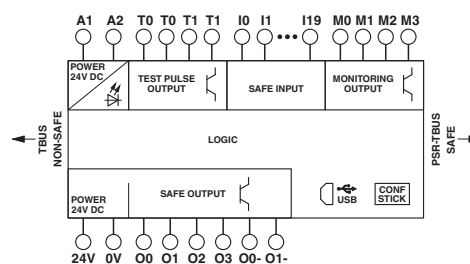 A1 A2 T0 T0 T1 T1 I0 I1 ••• I19 M0 M1 M2 M3
POWER
24V DC
TEST PULSE
OUTPUT
SAFE INPUT
MONITORING
OUTPUT
TBUS
NON-SAFE
LOGIC
PSR-TBUS
SAFE
POWER
24V DC
SAFE OUTPUT
USB
CONF
STICK
24V 0V O0 O1 O2 O3 O0- O1-